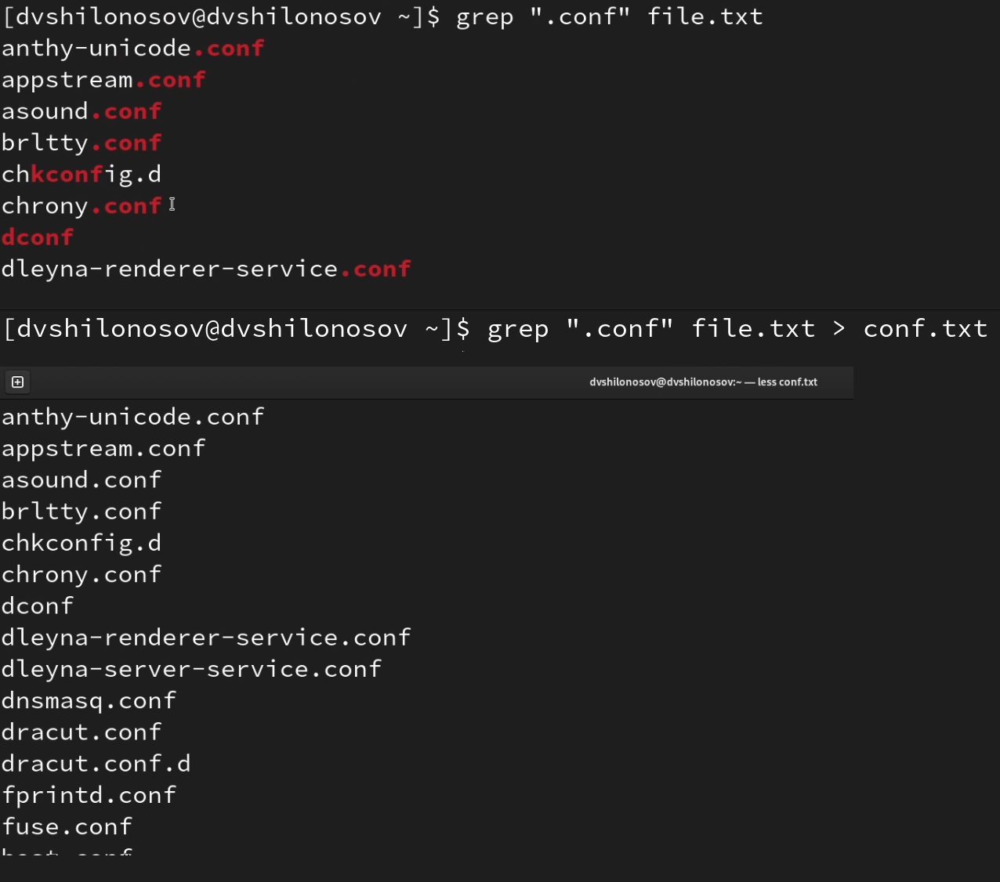 [dvshilonosov@dvshilonosov ~]$ grep ".conf" file.txt
anthy-unicode.conf
appstream.conf
asound.conf
brltty.conf
chkconfig.d
chrony.conf
dconf
dleyna-renderer-service.conf
[dvshilonosov@dvshilonosov ~]$ grep ".conf" file.txt > conf.txt
dvshilonosov@dvshilonosov:~ — less conf.txt
anthy-unicode.conf
appstream.conf
asound.conf
brltty.conf
chkconfig.d
chrony.conf
dconf
dleyna-renderer-service.conf
dleyna-server-service.conf
dnsmasq.conf
dracut.conf
dracut.conf.d
fprintd.conf
fuse.conf